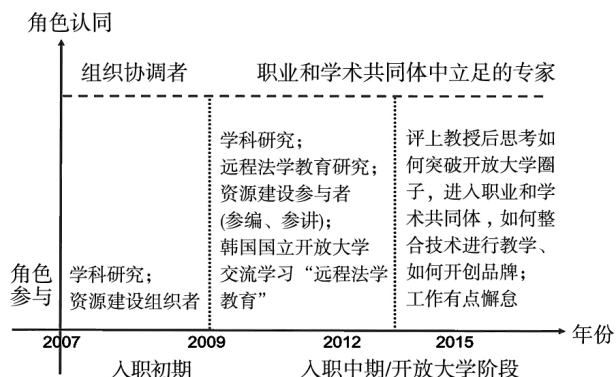 角色认同
组织协调者
职业和学术共同体中立足的专家
学科研究；
资源建设组织者
学科研究；
远程法学教育研究；
资源建设参与者
(参编、参讲)；
韩国国立开放大学
交流学习“远程法学
教育”
评上教授后思考如
何突破开放大学圈
子，进入职业和学
术共同体，如何整
合技术进行教学、
如何开创品牌；
工作有点懈怠
角色
参与
年份
2007
2009
2012
2015
入职初期
入职中期/开放大学阶段